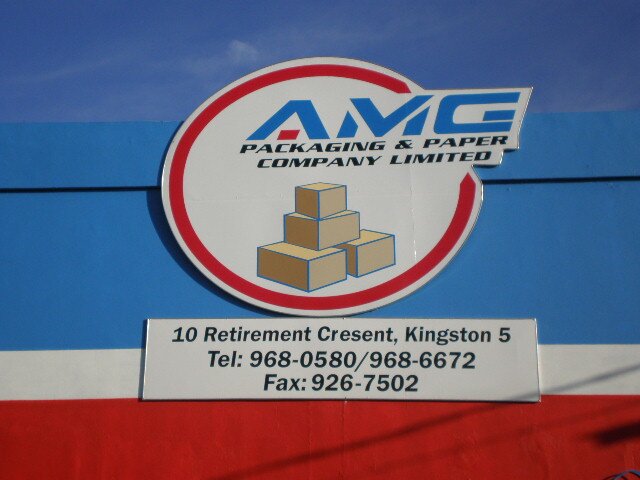 AMG
PACKAGING & PAPER
COMPANY LIMITED
10 Retirement Cresent, Kingston 5
Tel: 968-0580/968-6672
Fax: 926-7502